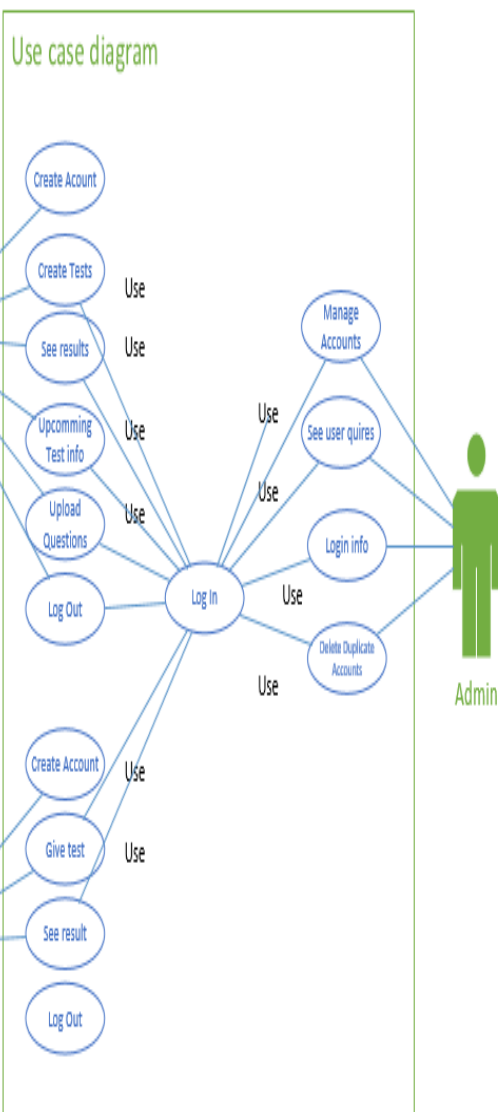 Use case diagram
Create Acount
Create Tests
Use
See results
Use
Upcomming
Test info
Use
Upload
Questions
Use
Log Out
Log In
Manage
Accounts
Use
See user quires
Use
Login info
Use
Delete Duplicate
Accounts
Use
Admin
Create Account
Use
Give test
Use
See result
Log Out